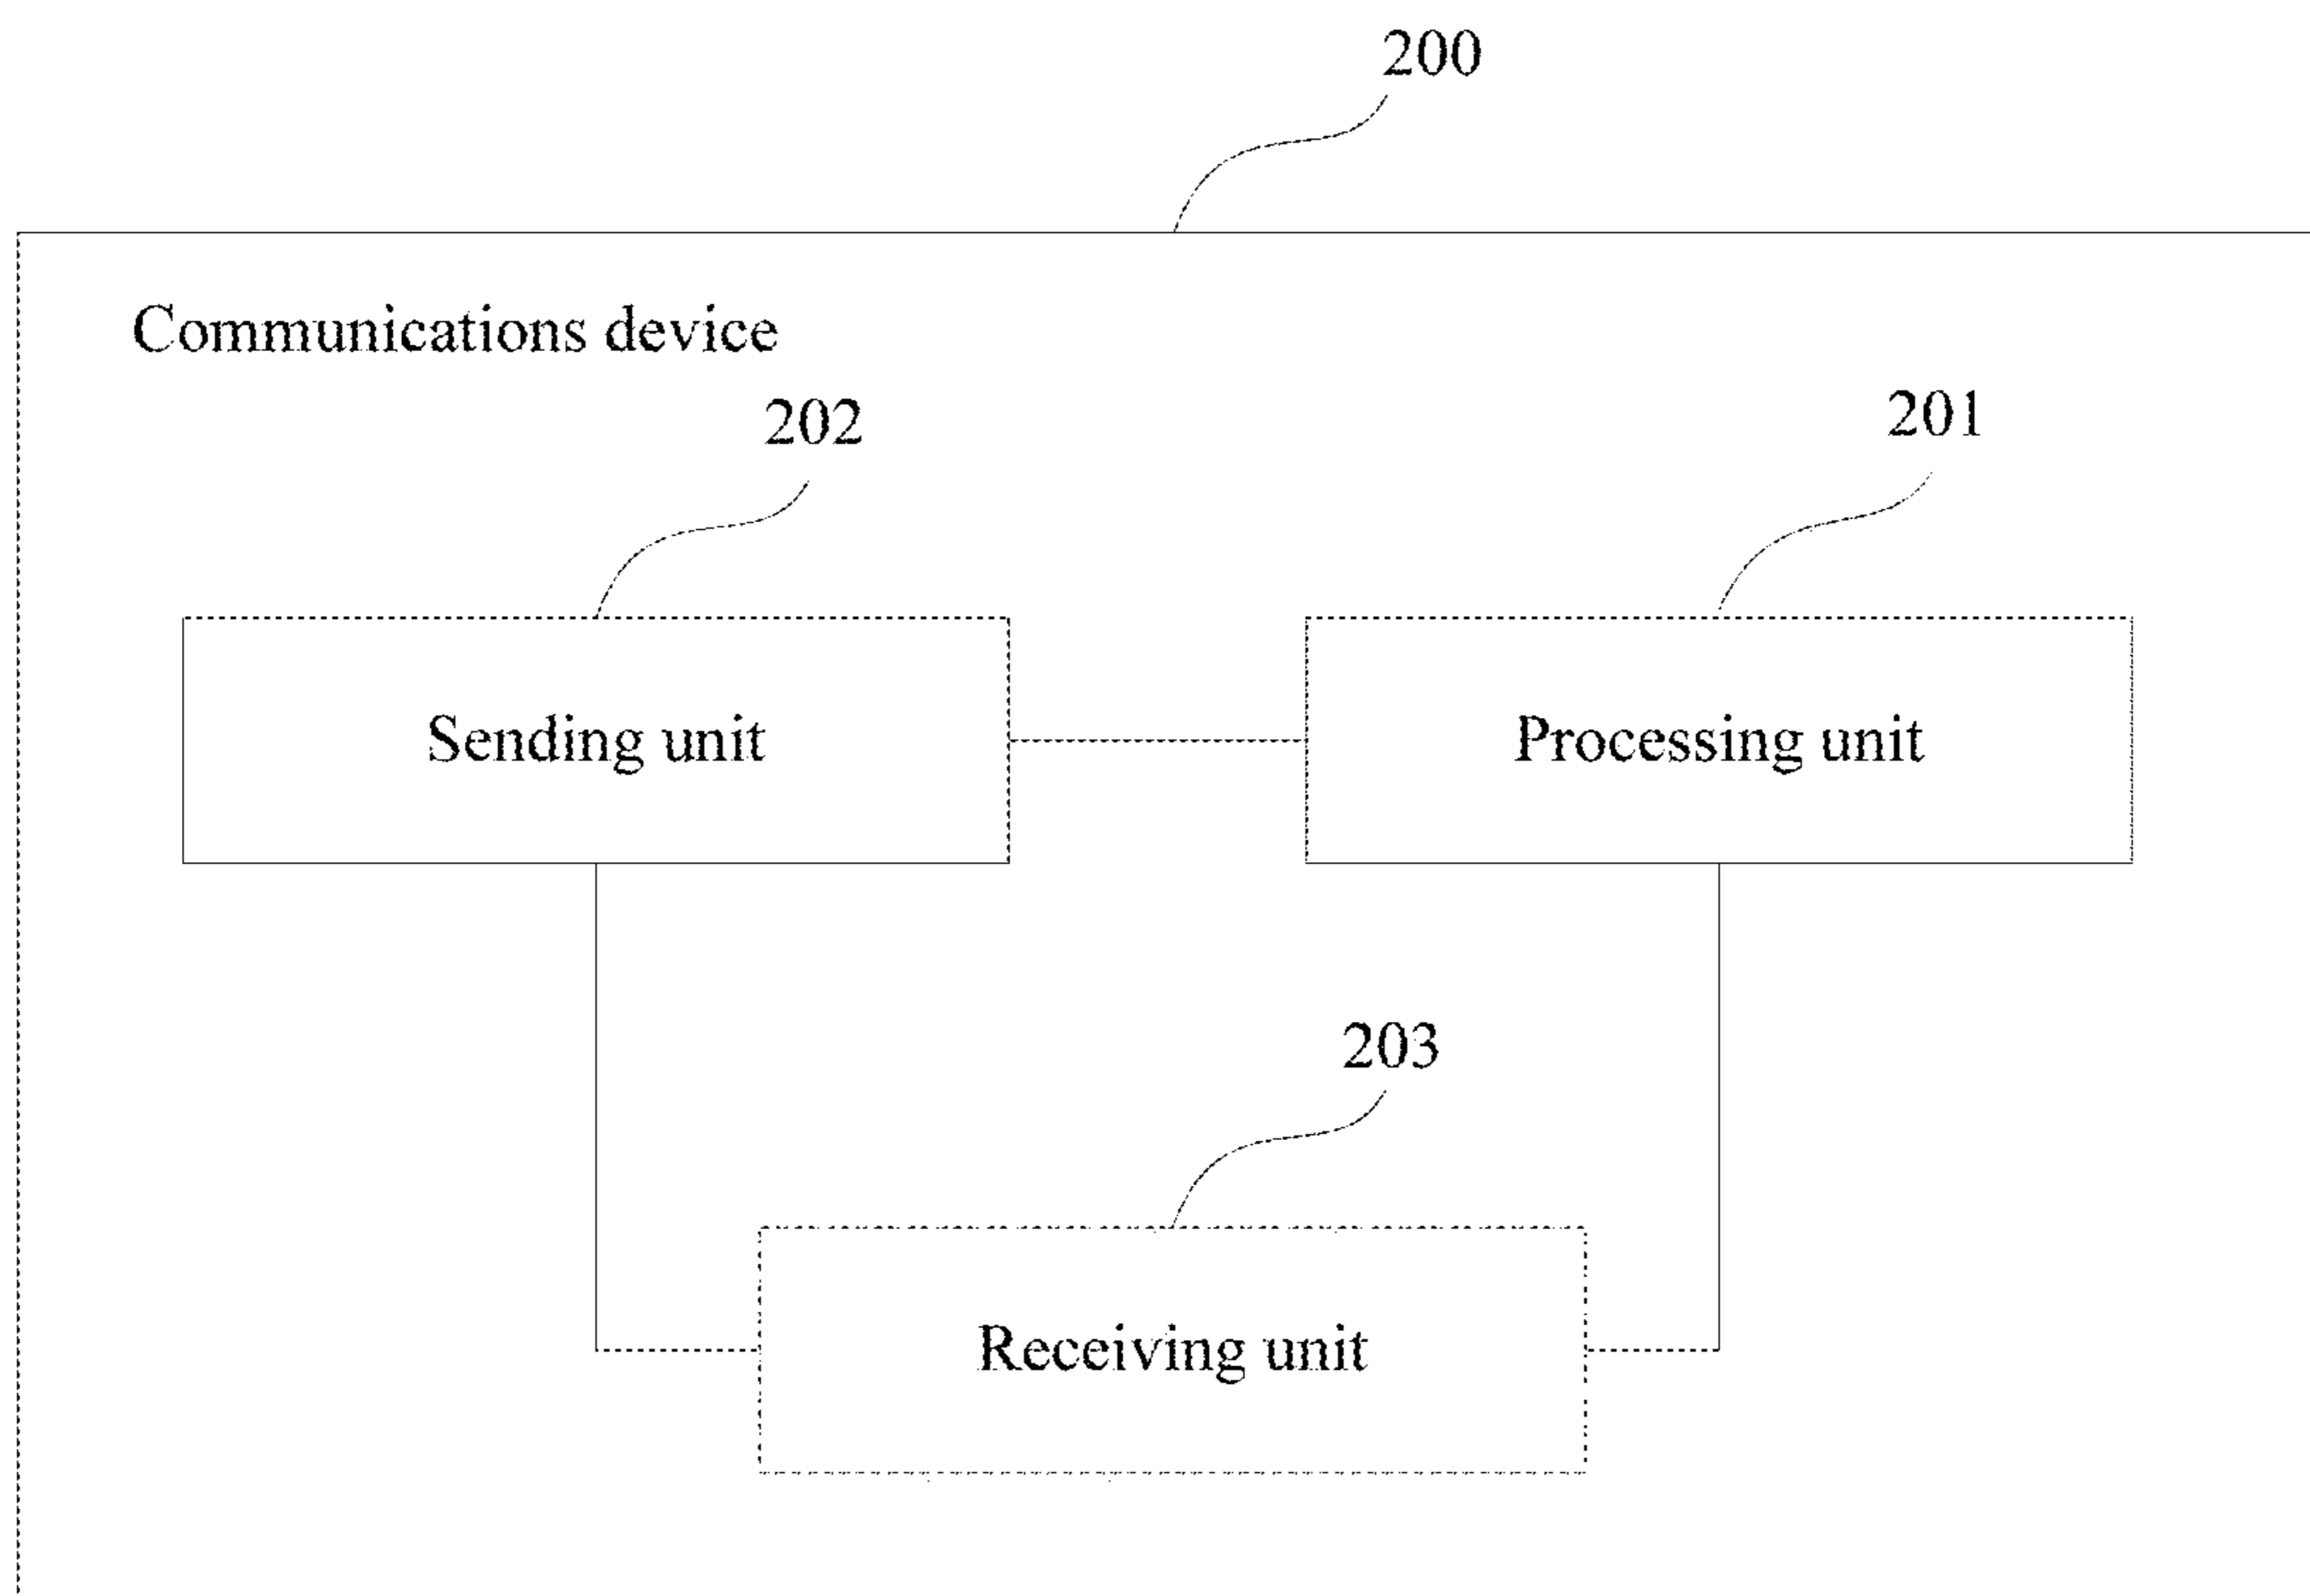 200
Communications device
202
201
Sending unit
Processing unit
203
Receiving unit